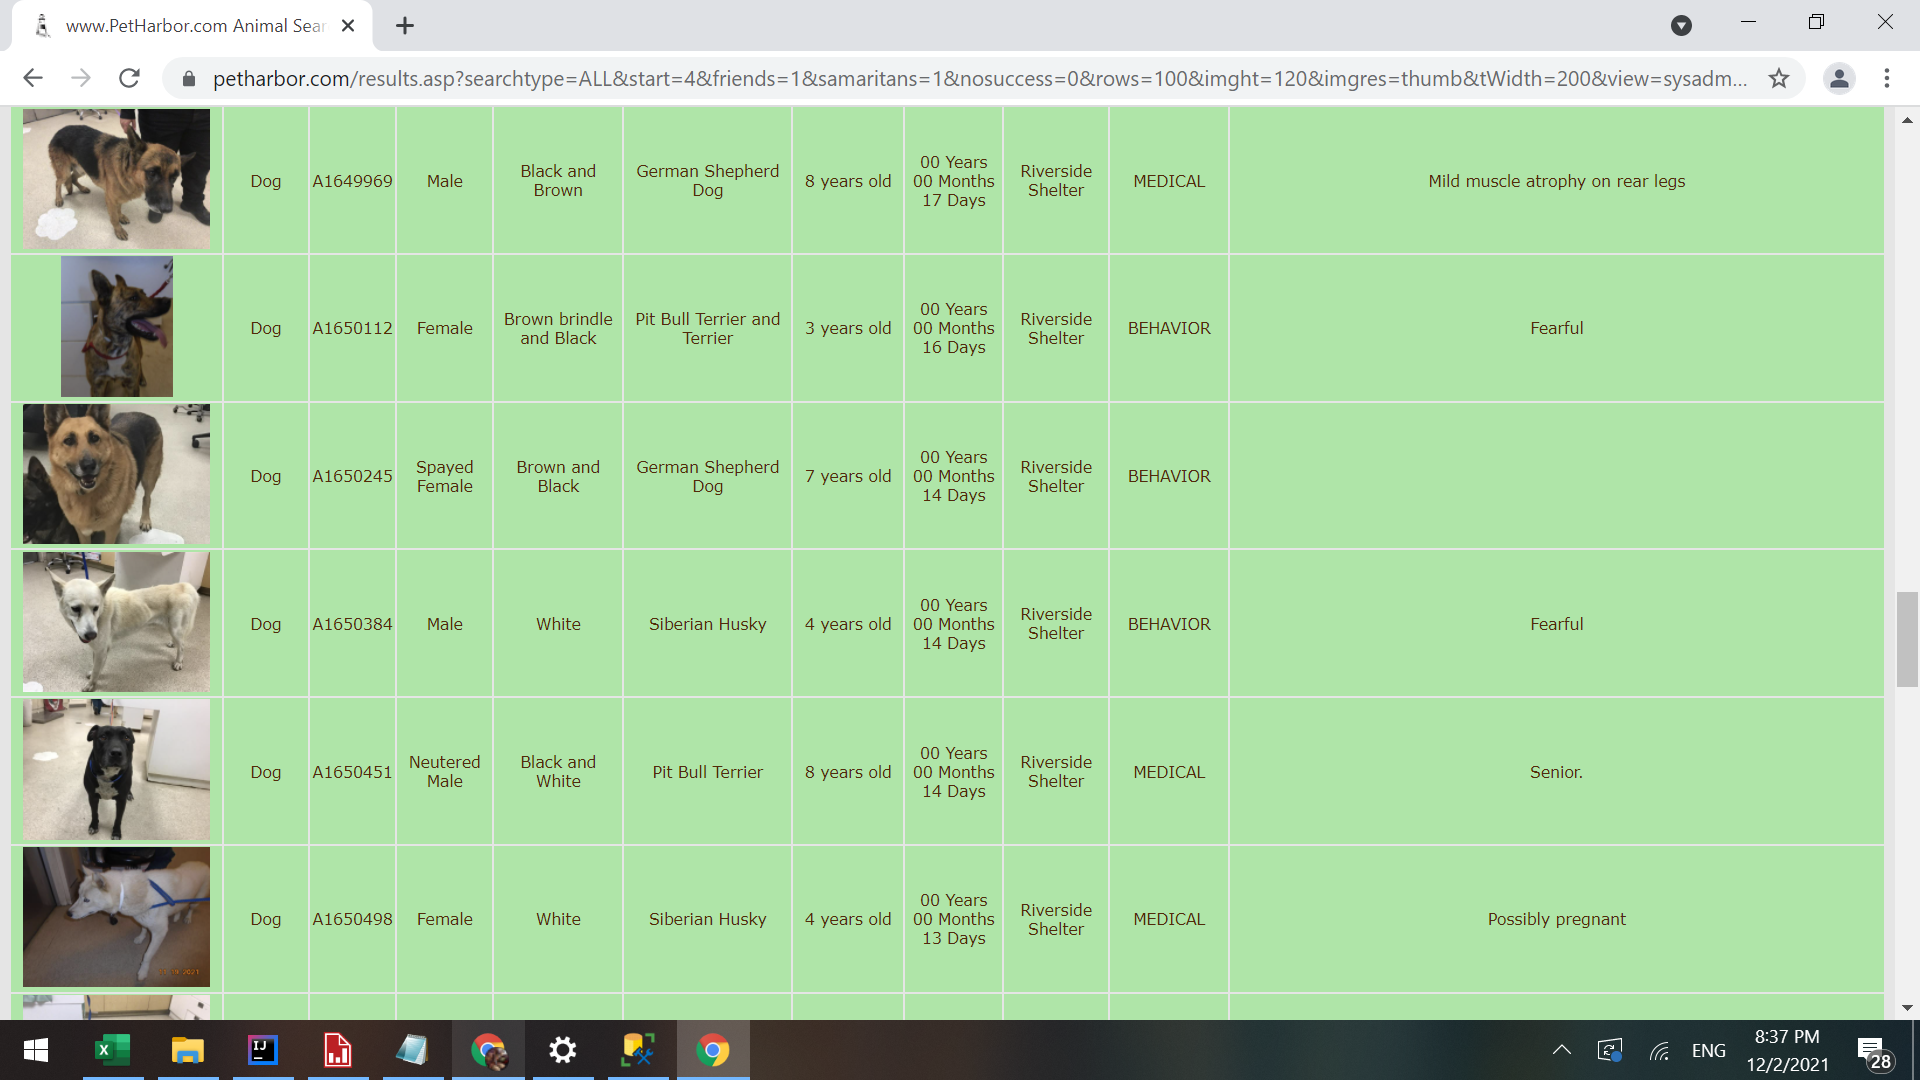 www.PetHarbor.com Animal Sear
petharbor.com/results.asp?searchtype=ALL&start=4&friends=1&samaritans=1&nosuccess=0&rows=100&imght=120&imgres=thumb&tWidth=200&view=sysadm...
Dog A1649969 Male Black and Brown German Shepherd Dog 8 years old 00 Years 00 Months 17 Days Riverside Shelter MEDICAL Mild muscle atrophy on rear legs
Dog A1650112 Female Brown brindle and Black Pit Bull Terrier and Terrier 3 years old 00 Years 00 Months 16 Days Riverside Shelter BEHAVIOR Fearful
Dog A1650245 Spayed Female Brown and Black German Shepherd Dog 7 years old 00 Years 00 Months 14 Days Riverside Shelter BEHAVIOR
Dog A1650384 Male White Siberian Husky 4 years old 00 Years 00 Months 14 Days Riverside Shelter BEHAVIOR Fearful
Dog A1650451 Neutered Male Black and White Pit Bull Terrier 8 years old 00 Years 00 Months 14 Days Riverside Shelter MEDICAL Senior.
Dog A1650498 Female White Siberian Husky 4 years old 00 Years 00 Months 13 Days Riverside Shelter MEDICAL Possibly pregnant
ENG
8:37 PM
12/2/2021
28